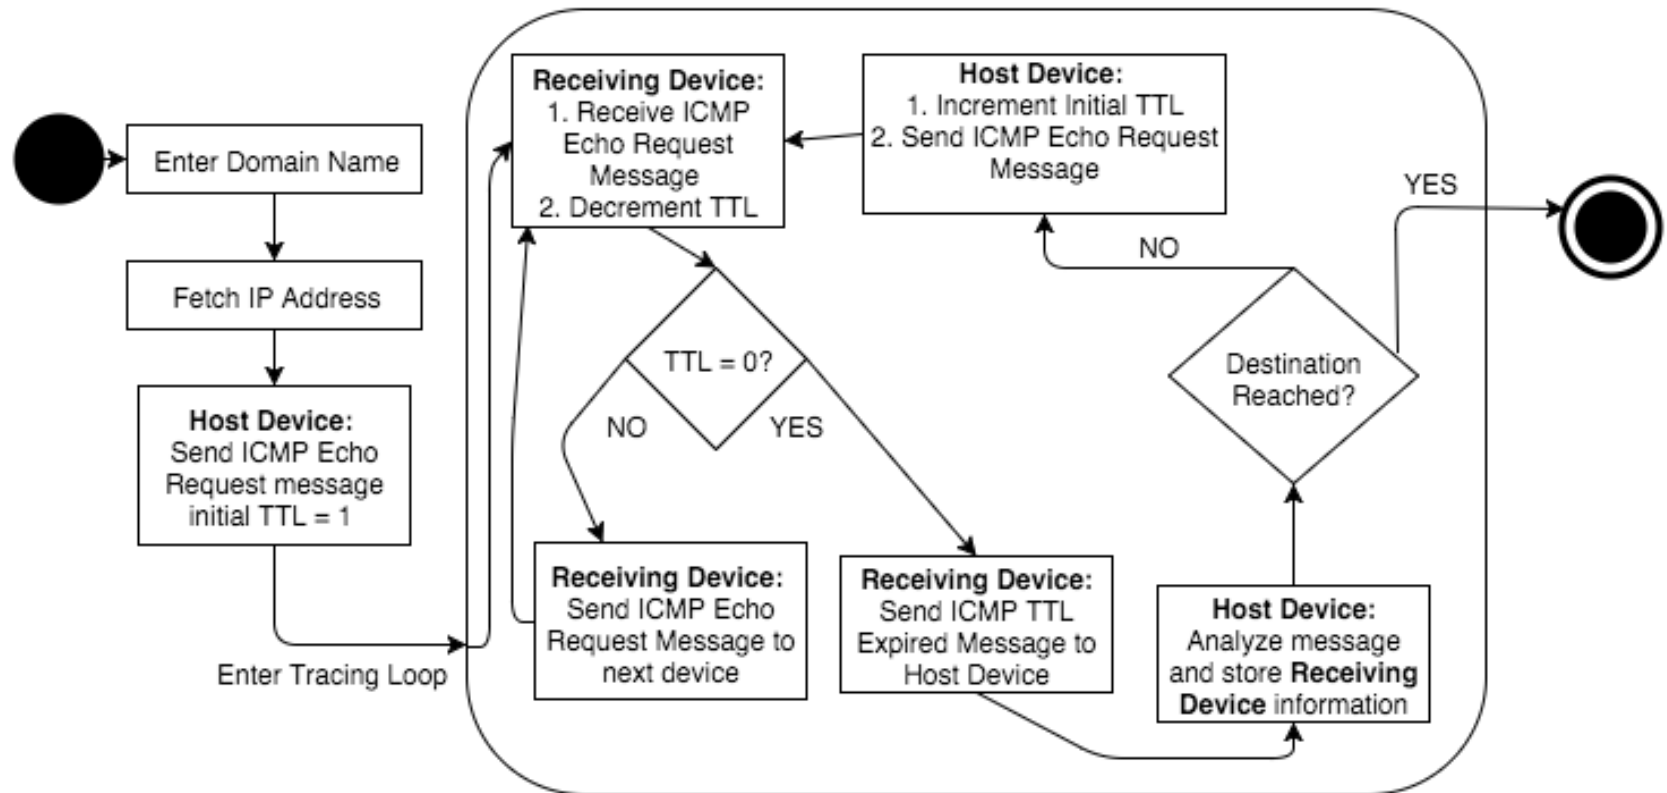 Enter Domain Name
Fetch IP Address
Host Device:
Send ICMP Echo
Request message
initial TTL = 1
Enter Tracing Loop
Receiving Device:
1. Receive ICMP
Echo Request
Message
2. Decrement TTL
TTL = 0?
NO
YES
Receiving Device:
Send ICMP Echo
Request Message to
next device
Receiving Device:
Send ICMP TTL
Expired Message to
Host Device
Host Device:
Analyze message
and store Receiving
Device information
Destination
Reached?
NO
YES
Host Device:
1. Increment Initial TTL
2. Send ICMP Echo Request
Message